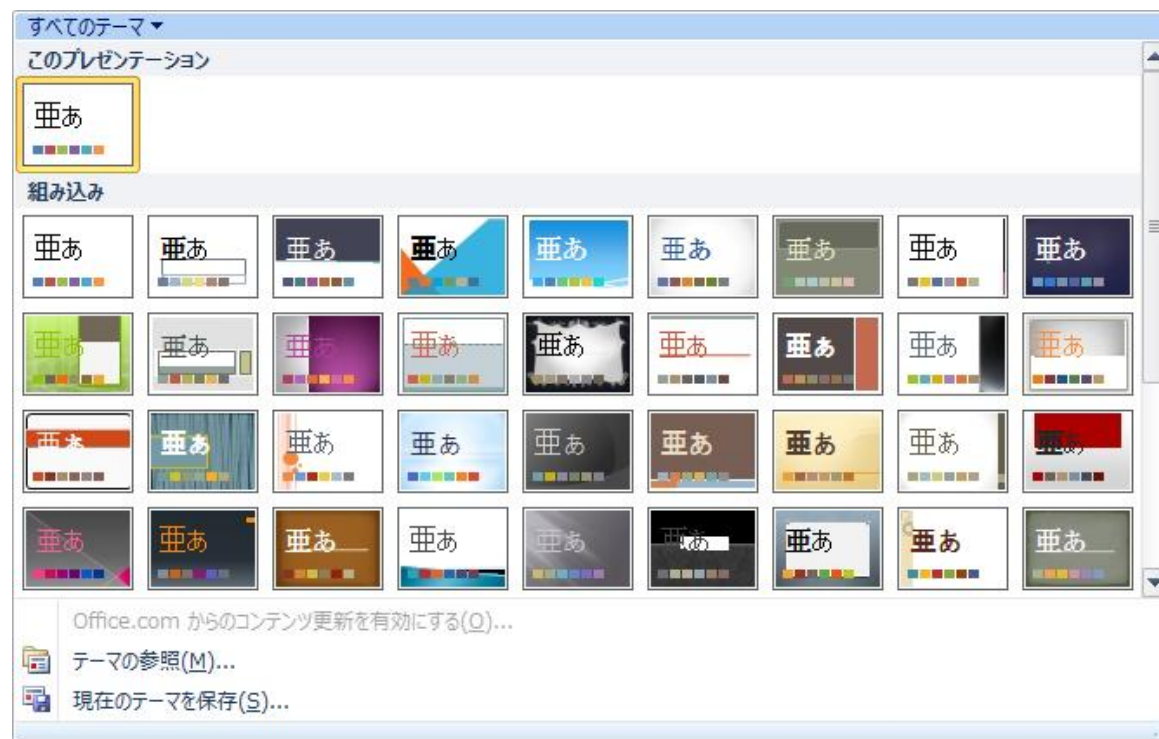 すべてのテーマ▼
このプレゼンテーション
亜あ
組み込み
亜あ 亜あ 亜あ 亜あ 亜あ 亜あ 亜あ 亜あ 亜あ
亜あ 亜あ 亜あ 亜あ 亜あ 亜あ 亜あ 亜あ 亜あ
亜あ 亜あ 亜あ 亜あ 亜あ 亜あ 亜あ 亜あ 亜あ
亜あ 亜あ 亜あ 亜あ 亜あ 亜あ 亜あ 亜あ 亜あ
Office.com からのコンテンツ更新を有効にする(O)...
テーマの参照(M)...
現在のテーマを保存(S)...